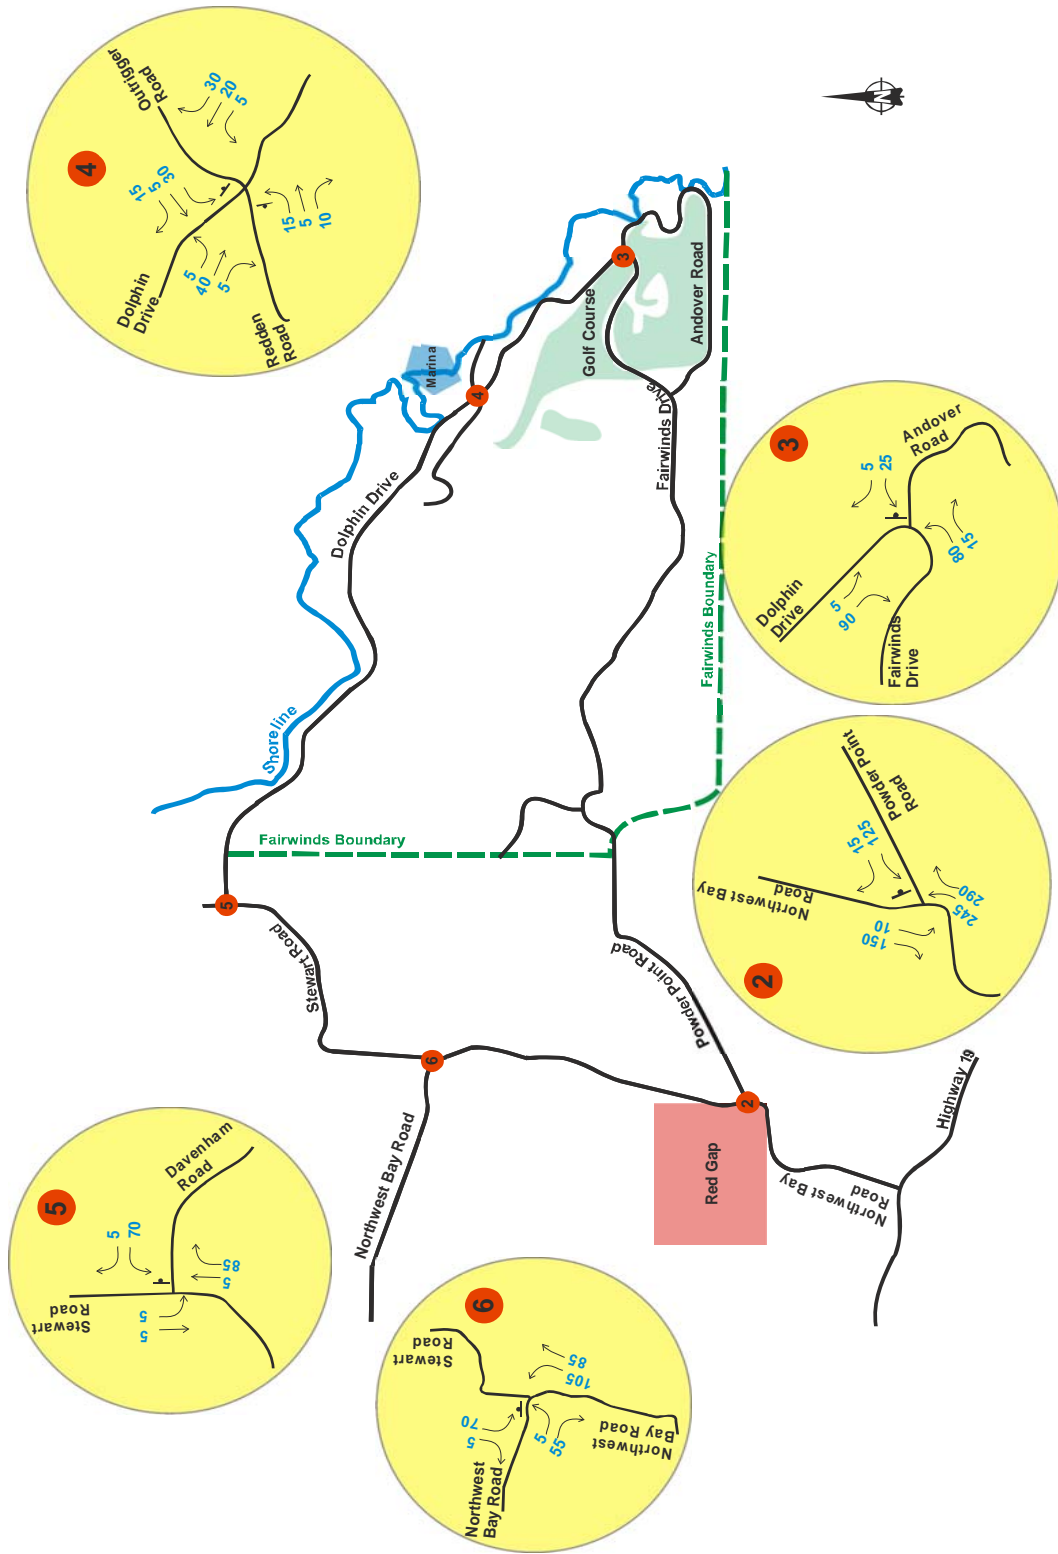 4
Outrigger
Road
30
20
5
15
5
30
5
40
5
15
5
10
Dolphin
Drive
Redden
Road
N
Marina
4
3
Golf Course
Andover Road
Fairwinds Drive
Dolphin Drive
Shoreline
Fairwinds Boundary
Fairwinds Boundary
3
Andover
Road
5
25
15
80
5
90
Dolphin
Drive
Fairwinds
Drive
2
Powder Point
Road
15
125
Northwest Bay
Road
10
150
245
290
5
Stewart Road
6
Northwest Bay Road
Powder Point Road
2
Red Gap
Northwest Bay
Road
Highway 19
5
Davenham
Road
5
70
85
5
Stewart
Road
5
5
6
Stewart
Road
85
105
70
5
5
55
Northwest
Bay Road
Northwest
Bay Road